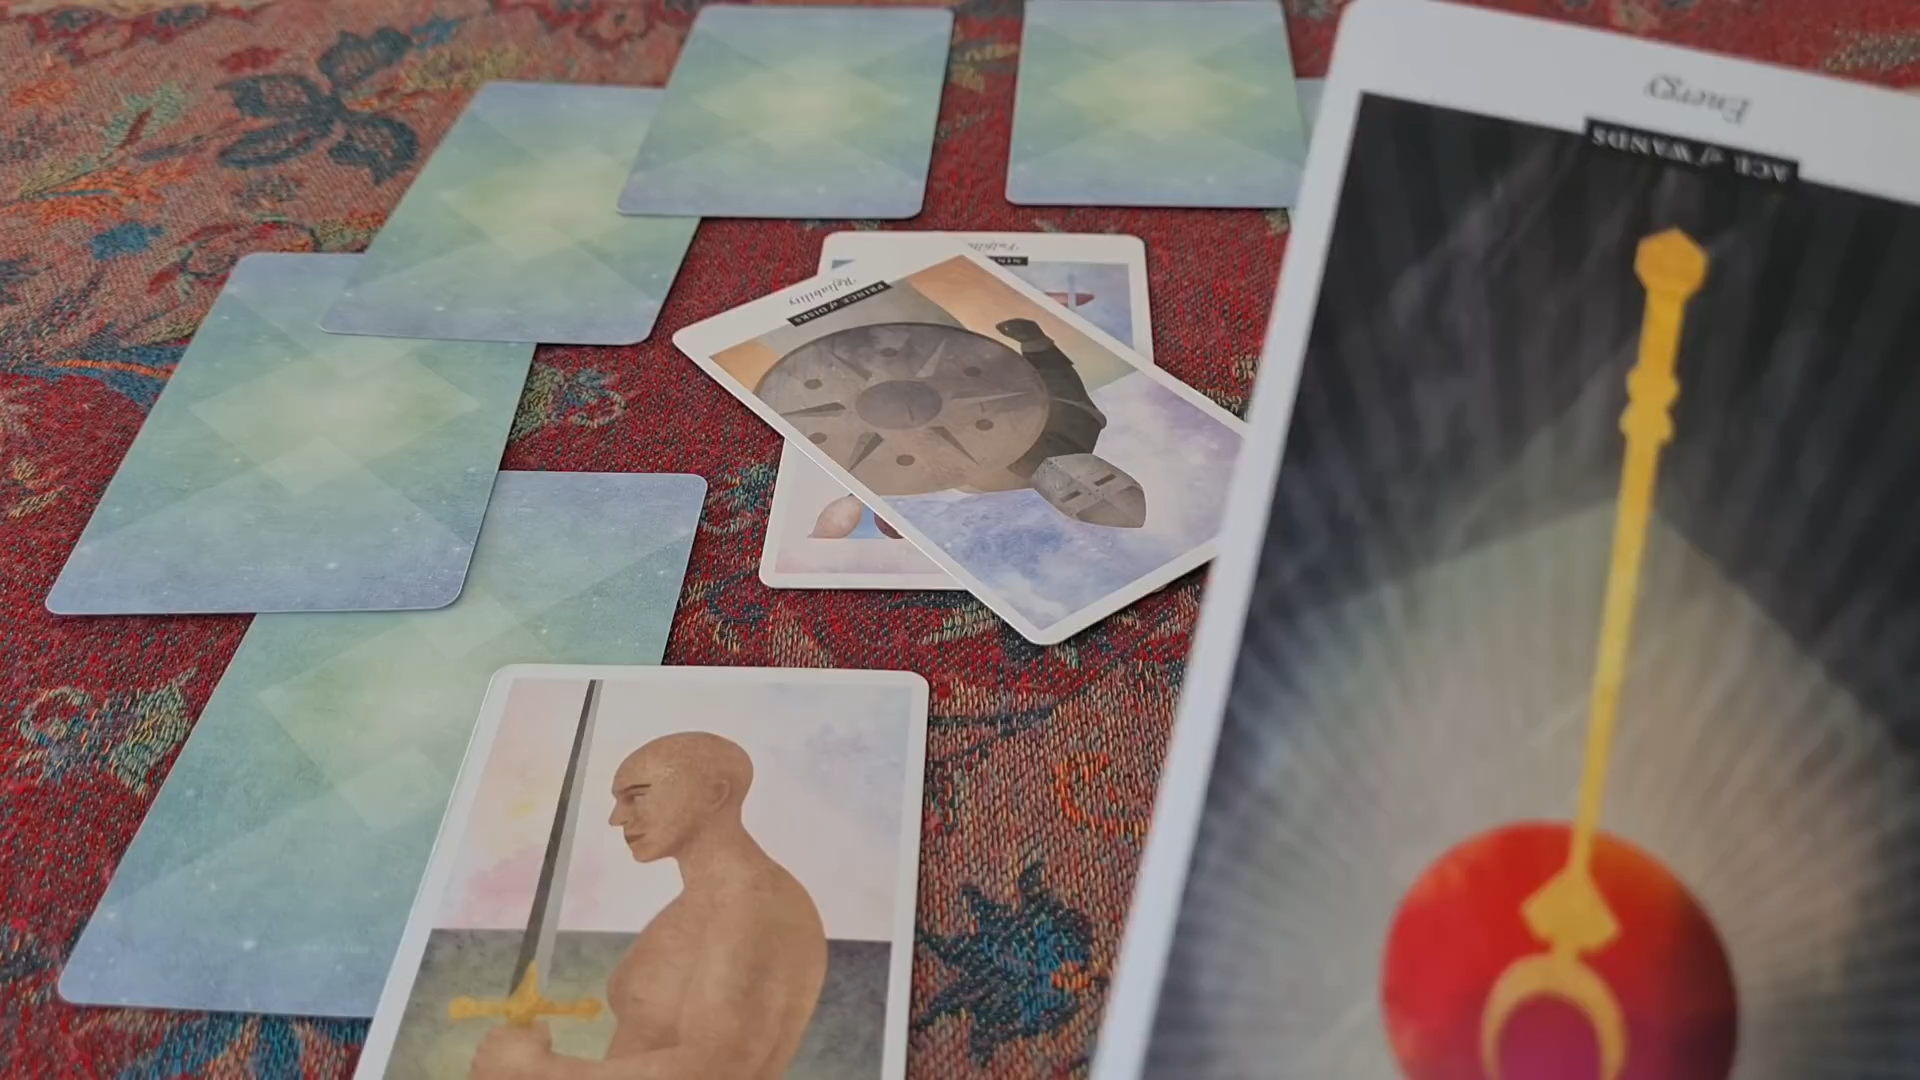 Energy
ACE of WANDS
Reliability
PRINCE of DISKS